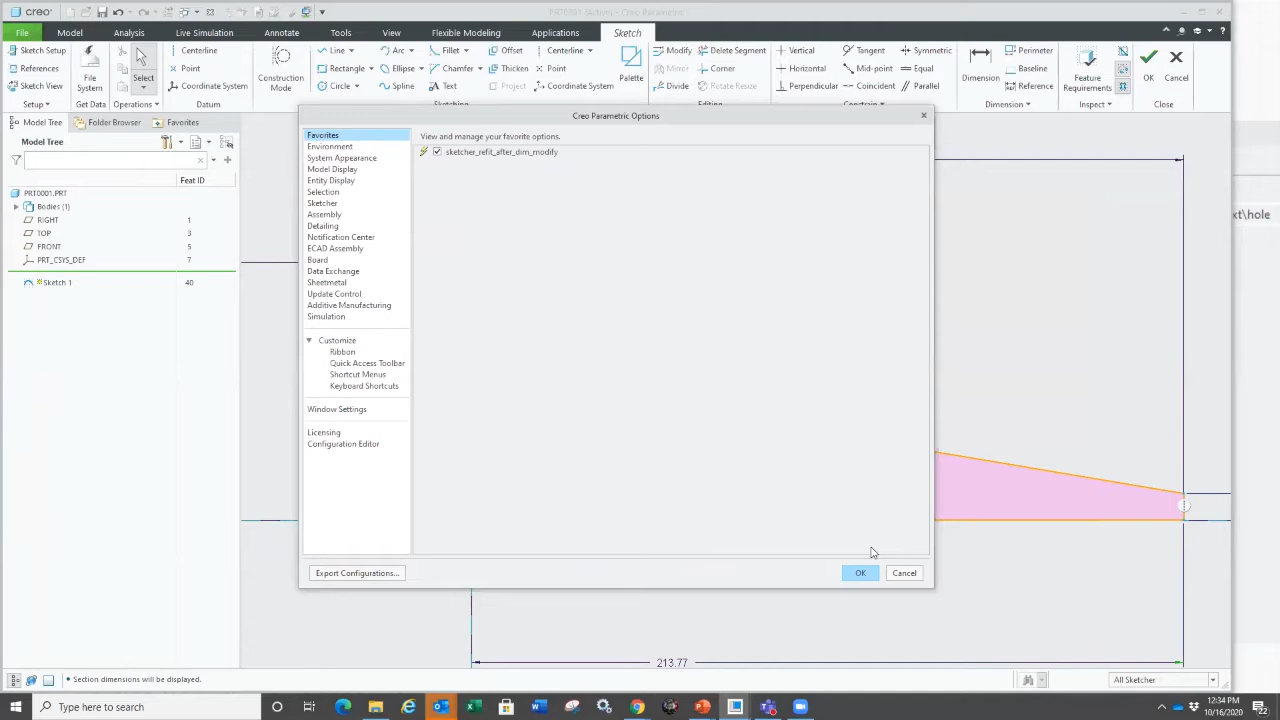 creo
PRT0001 (Active) - Creo Parametric
File
Model
Analysis
Live Simulation
Annotate
Tools
View
Flexible Modeling
Applications
Sketch
Sketch Setup
References
Sketch View
Setup
File System
Get Data
Select
Operations
Centerline
Point
Coordinate System
Datum
Construction Mode
Line
Arc
Fillet
Offset
Centerline
Rectangle
Ellipse
Chamfer
Thicken
Point
Circle
Spline
Text
Project
Coordinate System
Palette
Sketching
Modify
Delete Segment
Mirror
Corner
Divide
Rotate Resize
Editing
Vertical
Tangent
Symmetric
Horizontal
Mid-point
Equal
Perpendicular
Coincident
Parallel
Constrain
Dimension
Perimeter
Baseline
Reference
Dimension
Feature Requirements
Inspect
OK
Cancel
Close
Model Tree
Folder Browser
Favorites
Model Tree
Feat ID
PRT0001.PRT
Bodies (1)
RIGHT 1
TOP 3
FRONT 5
PRT_CSYS_DEF 7
Sketch 1 40
Creo Parametric Options
Favorites
Environment
System Appearance
Model Display
Entity Display
Selection
Sketcher
Assembly
Detailing
Notification Center
ECAD Assembly
Board
Data Exchange
Sheetmetal
Update Control
Additive Manufacturing
Simulation
Customize
Ribbon
Quick Access Toolbar
Shortcut Menus
Keyboard Shortcuts
Window Settings
Licensing
Configuration Editor
View and manage your favorite options.
sketcher_refit_after_dim_modify
Export Configurations...
OK
Cancel
xt\hole
213.77
Section dimensions will be displayed.
All Sketcher
Type here to search
12:34 PM
10/16/2020
22